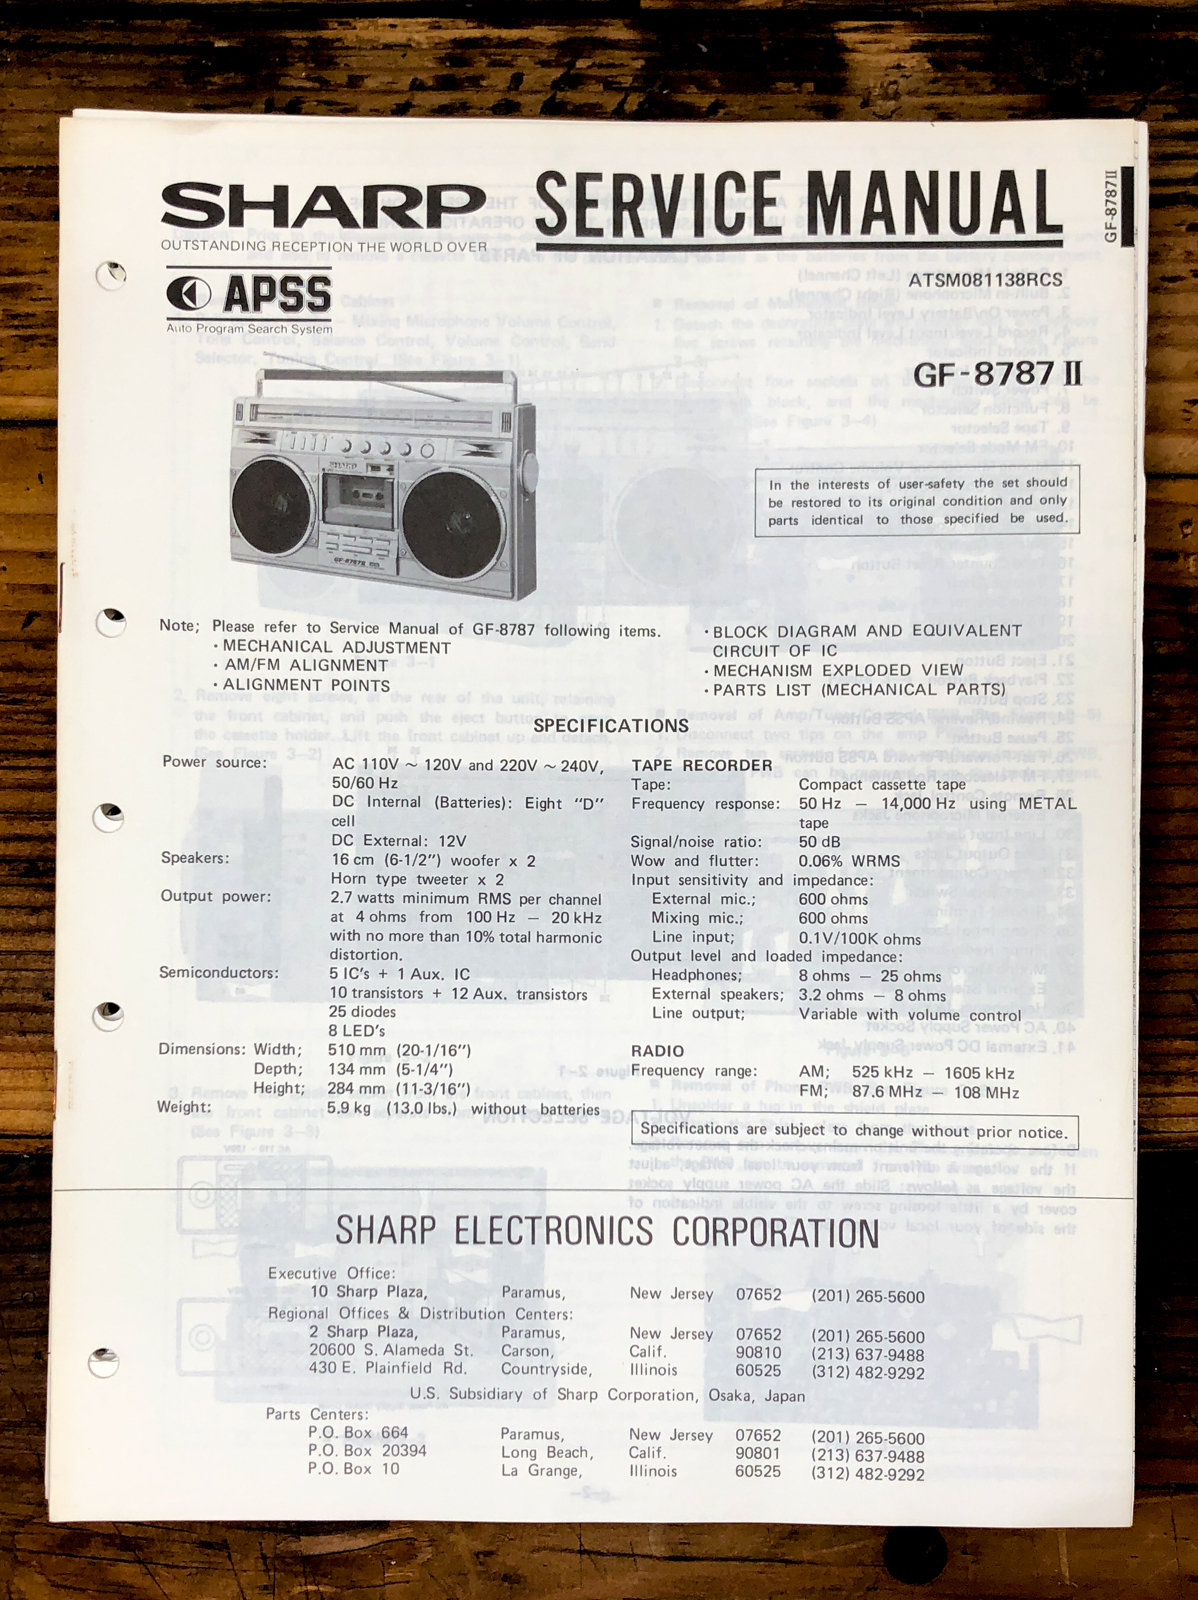 SHARP
OUTSTANDING RECEPTION THE WORLD OVER
SERVICE MANUAL
GF-8787II
APSS
Auto Program Search System
ATSM081138RCS
GF-8787 II
SHARP
GF-8787II
In the interests of user-safety the set should
be restored to its original condition and only
parts identical to those specified be used.
Note; Please refer to Service Manual of GF-8787 following items.
· MECHANICAL ADJUSTMENT
· AM/FM ALIGNMENT
· ALIGNMENT POINTS
· BLOCK DIAGRAM AND EQUIVALENT
CIRCUIT OF IC
· MECHANISM EXPLODED VIEW
· PARTS LIST (MECHANICAL PARTS)
SPECIFICATIONS
Power source: AC 110V ~ 120V and 220V ~ 240V,
50/60 Hz
DC Internal (Batteries): Eight "D"
cell
DC External: 12V
Speakers: 16 cm (6-1/2") woofer x 2
Horn type tweeter x 2
Output power: 2.7 watts minimum RMS per channel
at 4 ohms from 100 Hz — 20 kHz
with no more than 10% total harmonic
distortion.
Semiconductors: 5 IC's + 1 Aux. IC
10 transistors + 12 Aux. transistors
25 diodes
8 LED's
Dimensions: Width; 510 mm (20-1/16")
Depth; 134 mm (5-1/4")
Height; 284 mm (11-3/16")
Weight: 5.9 kg (13.0 lbs.) without batteries
TAPE RECORDER
Tape: Compact cassette tape
Frequency response: 50 Hz — 14,000 Hz using METAL
tape
Signal/noise ratio: 50 dB
Wow and flutter: 0.06% WRMS
Input sensitivity and impedance:
External mic.; 600 ohms
Mixing mic.; 600 ohms
Line input; 0.1V/100K ohms
Output level and loaded impedance:
Headphones; 8 ohms — 25 ohms
External speakers; 3.2 ohms — 8 ohms
Line output; Variable with volume control
RADIO
Frequency range: AM; 525 kHz — 1605 kHz
FM; 87.6 MHz — 108 MHz
Specifications are subject to change without prior notice.
SHARP ELECTRONICS CORPORATION
Executive Office:
10 Sharp Plaza, Paramus, New Jersey 07652 (201) 265-5600
Regional Offices & Distribution Centers:
2 Sharp Plaza, Paramus, New Jersey 07652 (201) 265-5600
20600 S. Alameda St. Carson, Calif. 90810 (213) 637-9488
430 E. Plainfield Rd. Countryside, Illinois 60525 (312) 482-9292
U.S. Subsidiary of Sharp Corporation, Osaka, Japan
Parts Centers:
P.O. Box 664 Paramus, New Jersey 07652 (201) 265-5600
P.O. Box 20394 Long Beach, Calif. 90801 (213) 637-9488
P.O. Box 10 La Grange, Illinois 60525 (312) 482-9292